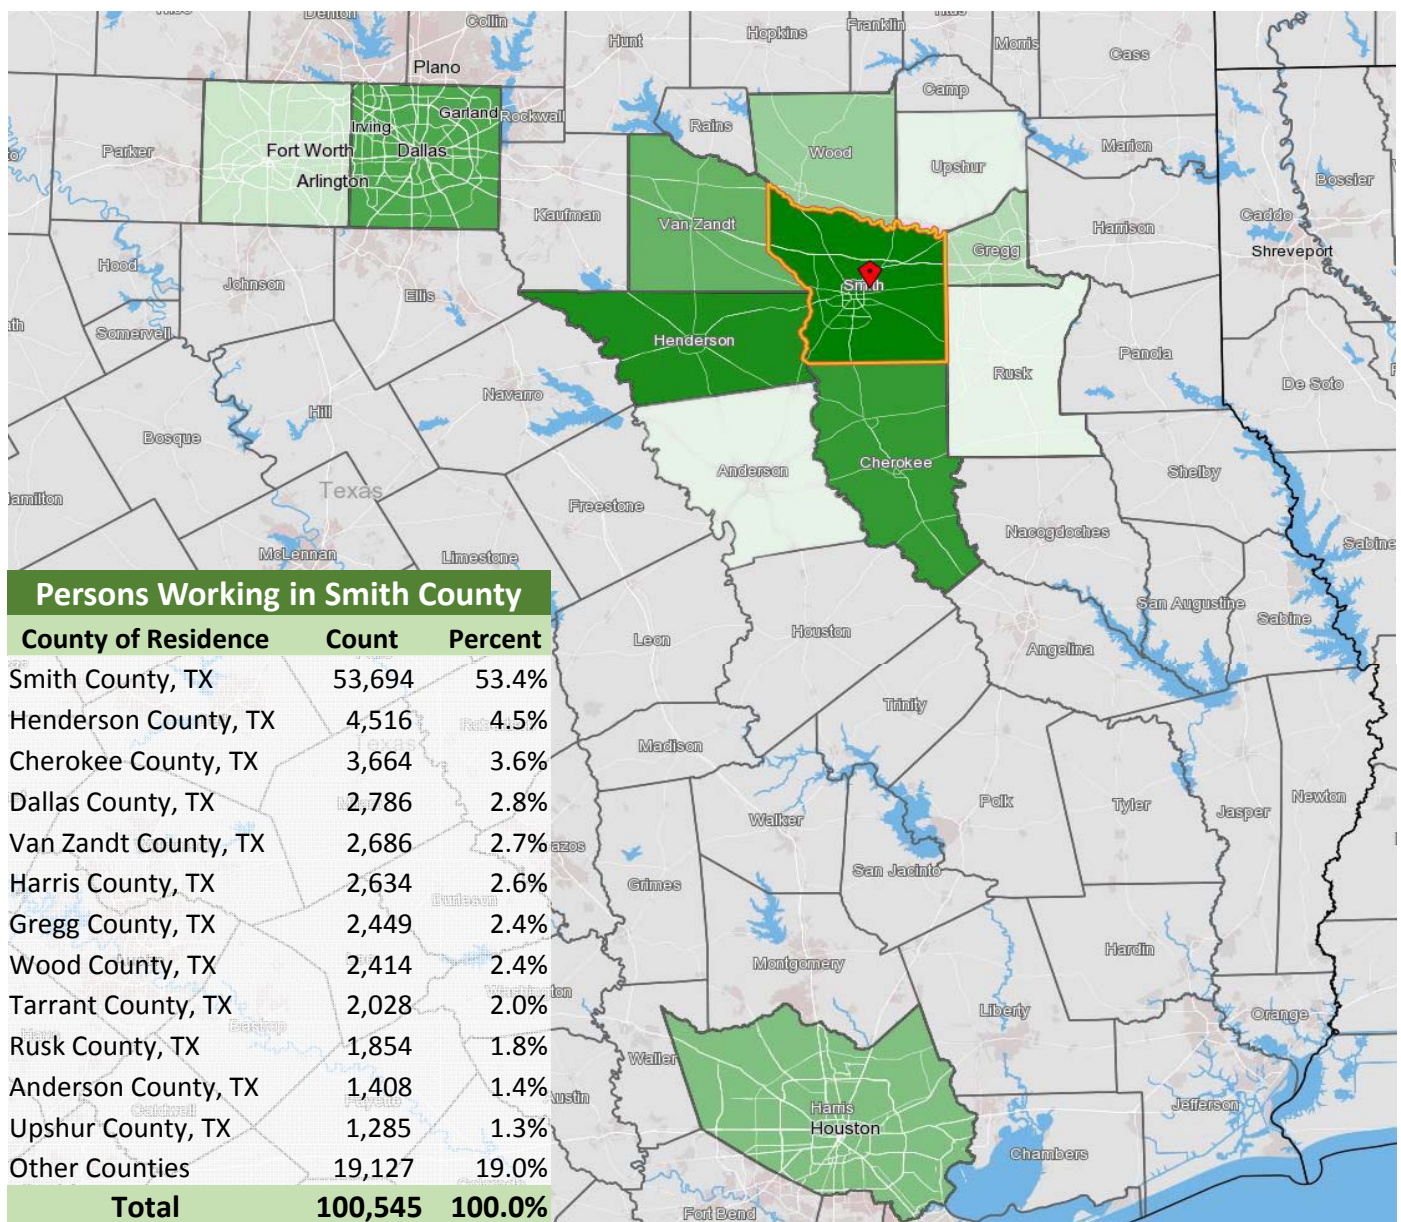 Denton
Collin
Hunt
Hopkins
Franklin
Morris
Cass
Plano
Camp
Garland
Rockwall
Rains
Irving
Parker
Fort Worth
Dallas
Wood
Upshur
Marion
Arlington
Bossier
Kaufman
Van Zandt
Caddo
Harrison
Gregg
Shreveport
Hood
Johnson
Ellis
Smith
Somervell
Henderson
Panola
Rusk
De Soto
Navarro
Hill
Bosque
Cherokee
Anderson
Shelby
Texas
Freestone
Nacogdoches
McLennan
Limestone
Sabine
San Augustine
Sabine
Houston
Leon
Angelina
Trinity
Madison
Polk
Tyler
Newton
Jasper
Walker
San Jacinto
Grimes
Hardin
Montgomery
Liberty
Orange
Waller
Jefferson
Harris
Houston
Austin
Chambers
Fort Bend
Persons Working in Smith County
County of Residence Count Percent
Smith County, TX 53,694 53.4%
Henderson County, TX 4,516 4.5%
Cherokee County, TX 3,664 3.6%
Dallas County, TX 2,786 2.8%
Van Zandt County, TX 2,686 2.7%
Harris County, TX 2,634 2.6%
Gregg County, TX 2,449 2.4%
Wood County, TX 2,414 2.4%
Tarrant County, TX 2,028 2.0%
Rusk County, TX 1,854 1.8%
Anderson County, TX 1,408 1.4%
Upshur County, TX 1,285 1.3%
Other Counties 19,127 19.0%
Total 100,545 100.0%